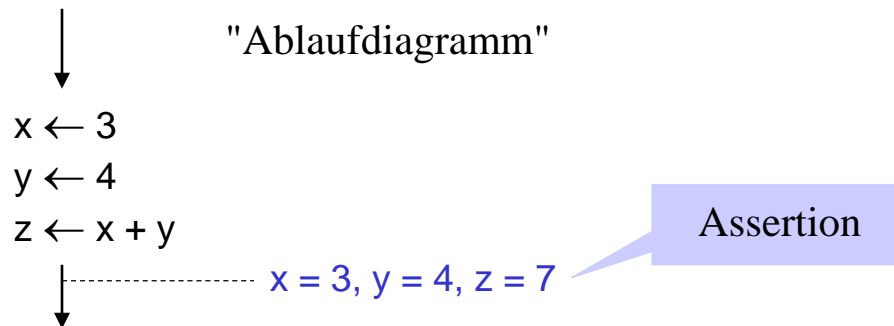 "Ablaufdiagramm"
x ← 3
y ← 4
z ← x + y
Assertion
x = 3, y = 4, z = 7